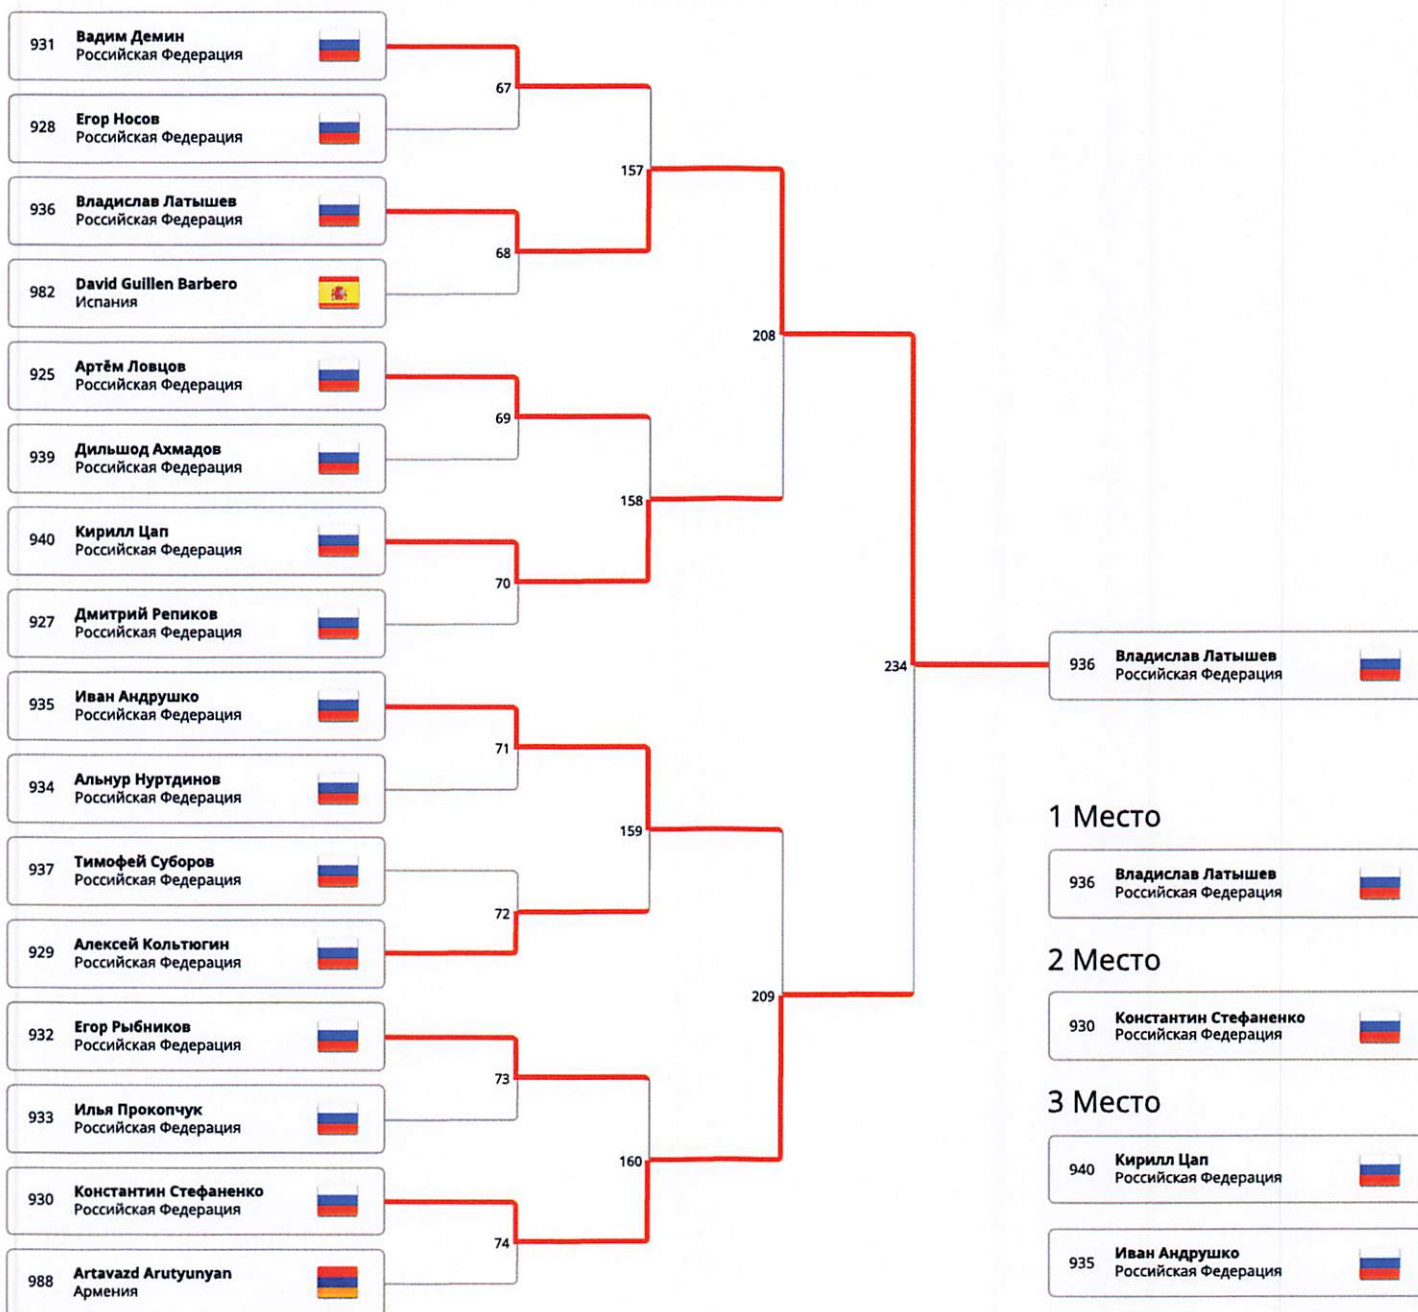 931 Вадим Демин
Российская Федерация
67
928 Егор Носов
Российская Федерация
157
936 Владислав Латышев
Российская Федерация
68
982 David Guillen Barbero
Испания
208
925 Артём Ловцов
Российская Федерация
69
939 Дильшод Ахмадов
Российская Федерация
158
940 Кирилл Цап
Российская Федерация
70
927 Дмитрий Репиков
Российская Федерация
234
936 Владислав Латышев
Российская Федерация
935 Иван Андрушко
Российская Федерация
71
934 Альнур Нуртдинов
Российская Федерация
159
937 Тимофей Суборов
Российская Федерация
72
929 Алексей Кольтюгин
Российская Федерация
209
932 Егор Рыбников
Российская Федерация
73
933 Илья Прокопчук
Российская Федерация
160
930 Константин Стефаненко
Российская Федерация
74
988 Artavazd Arutyunyan
Армения
1 Место
936 Владислав Латышев
Российская Федерация
2 Место
930 Константин Стефаненко
Российская Федерация
3 Место
940 Кирилл Цап
Российская Федерация
935 Иван Андрушко
Российская Федерация